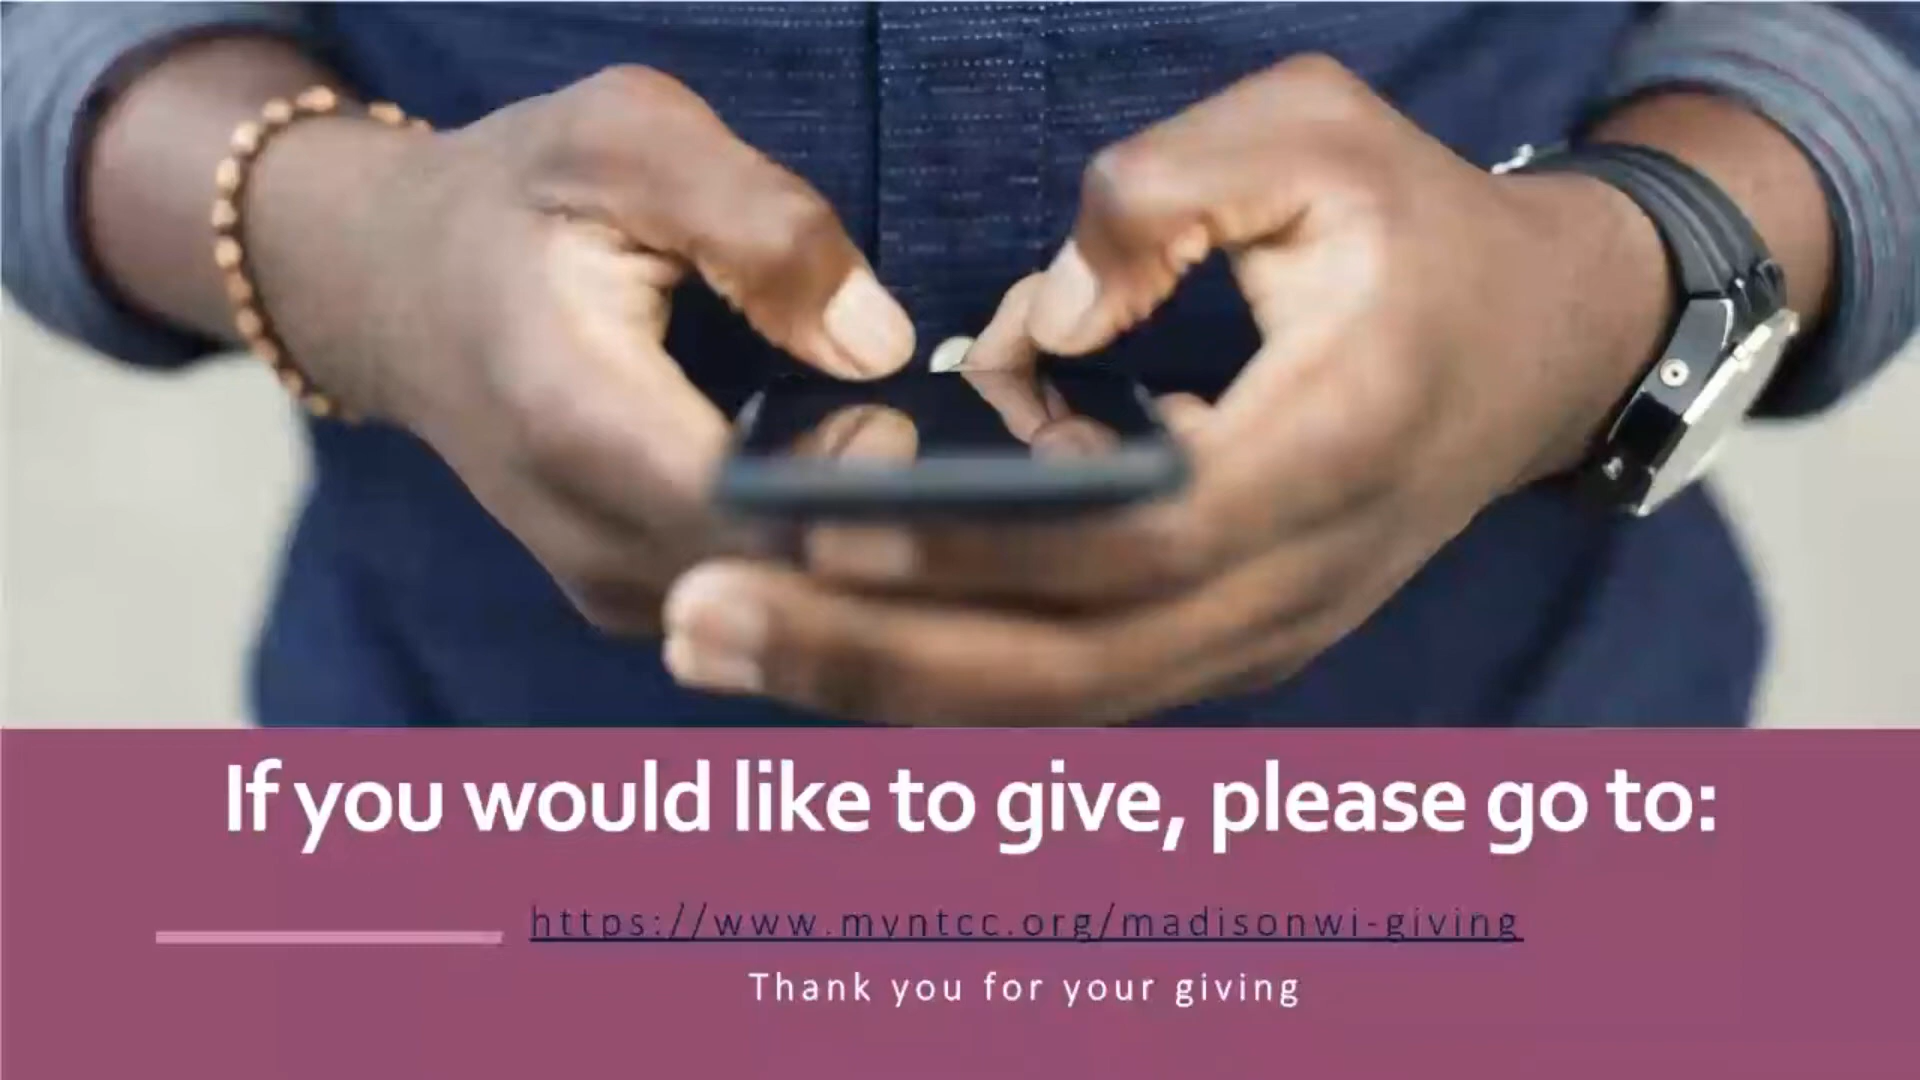 If you would like to give, please go to:
https://www.myntcc.org/madisonwi-giving
Thank you for your giving